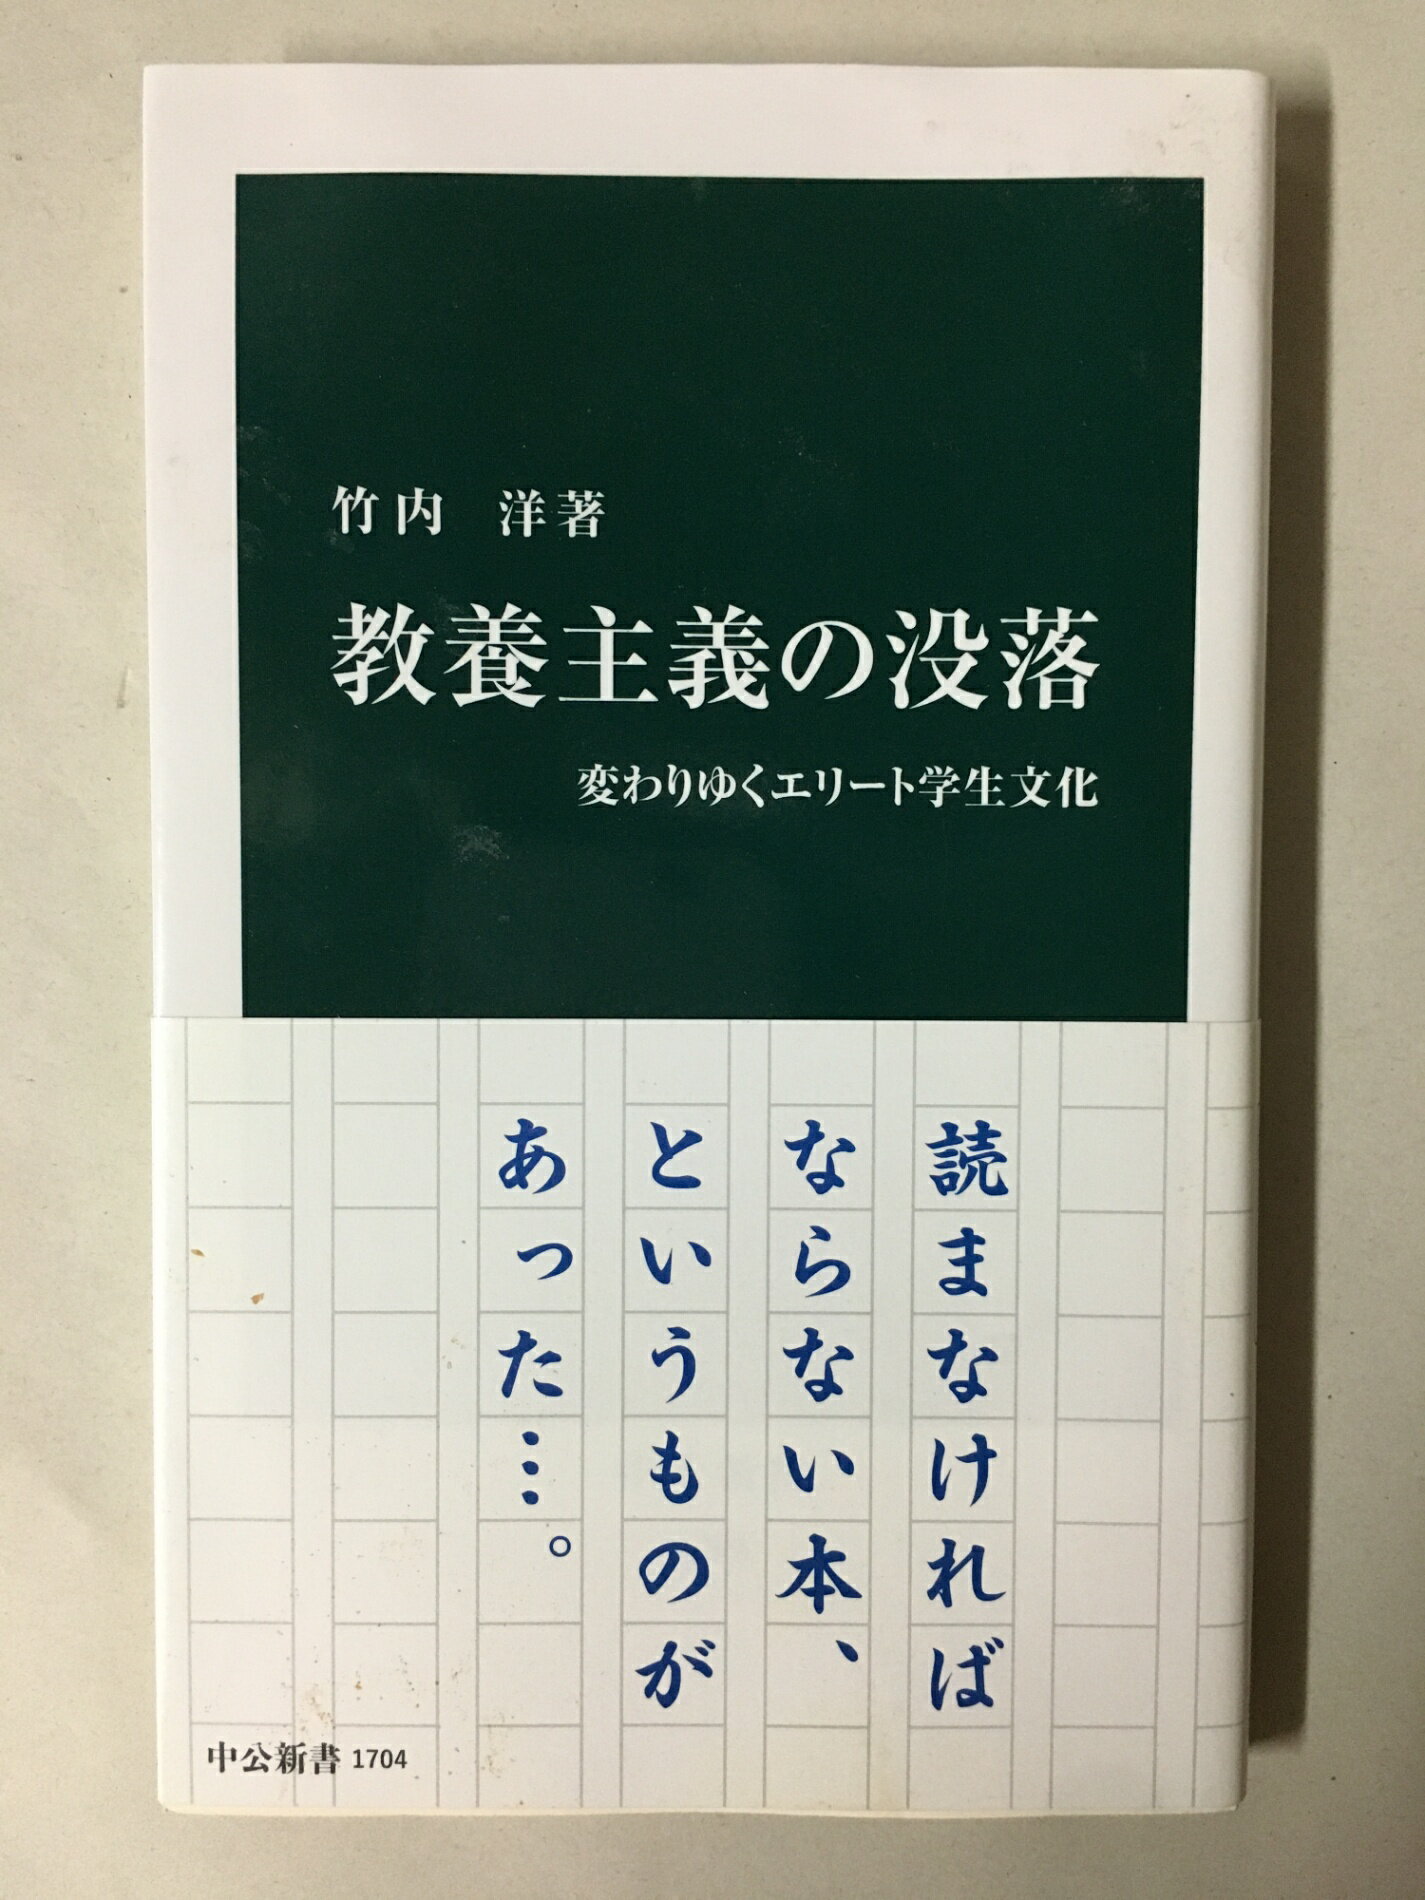 竹内　洋著
教養主義の没落
変わりゆくエリート学生文化
読まなければ
ならない本、
というものが
あった…。
中公新書 1704